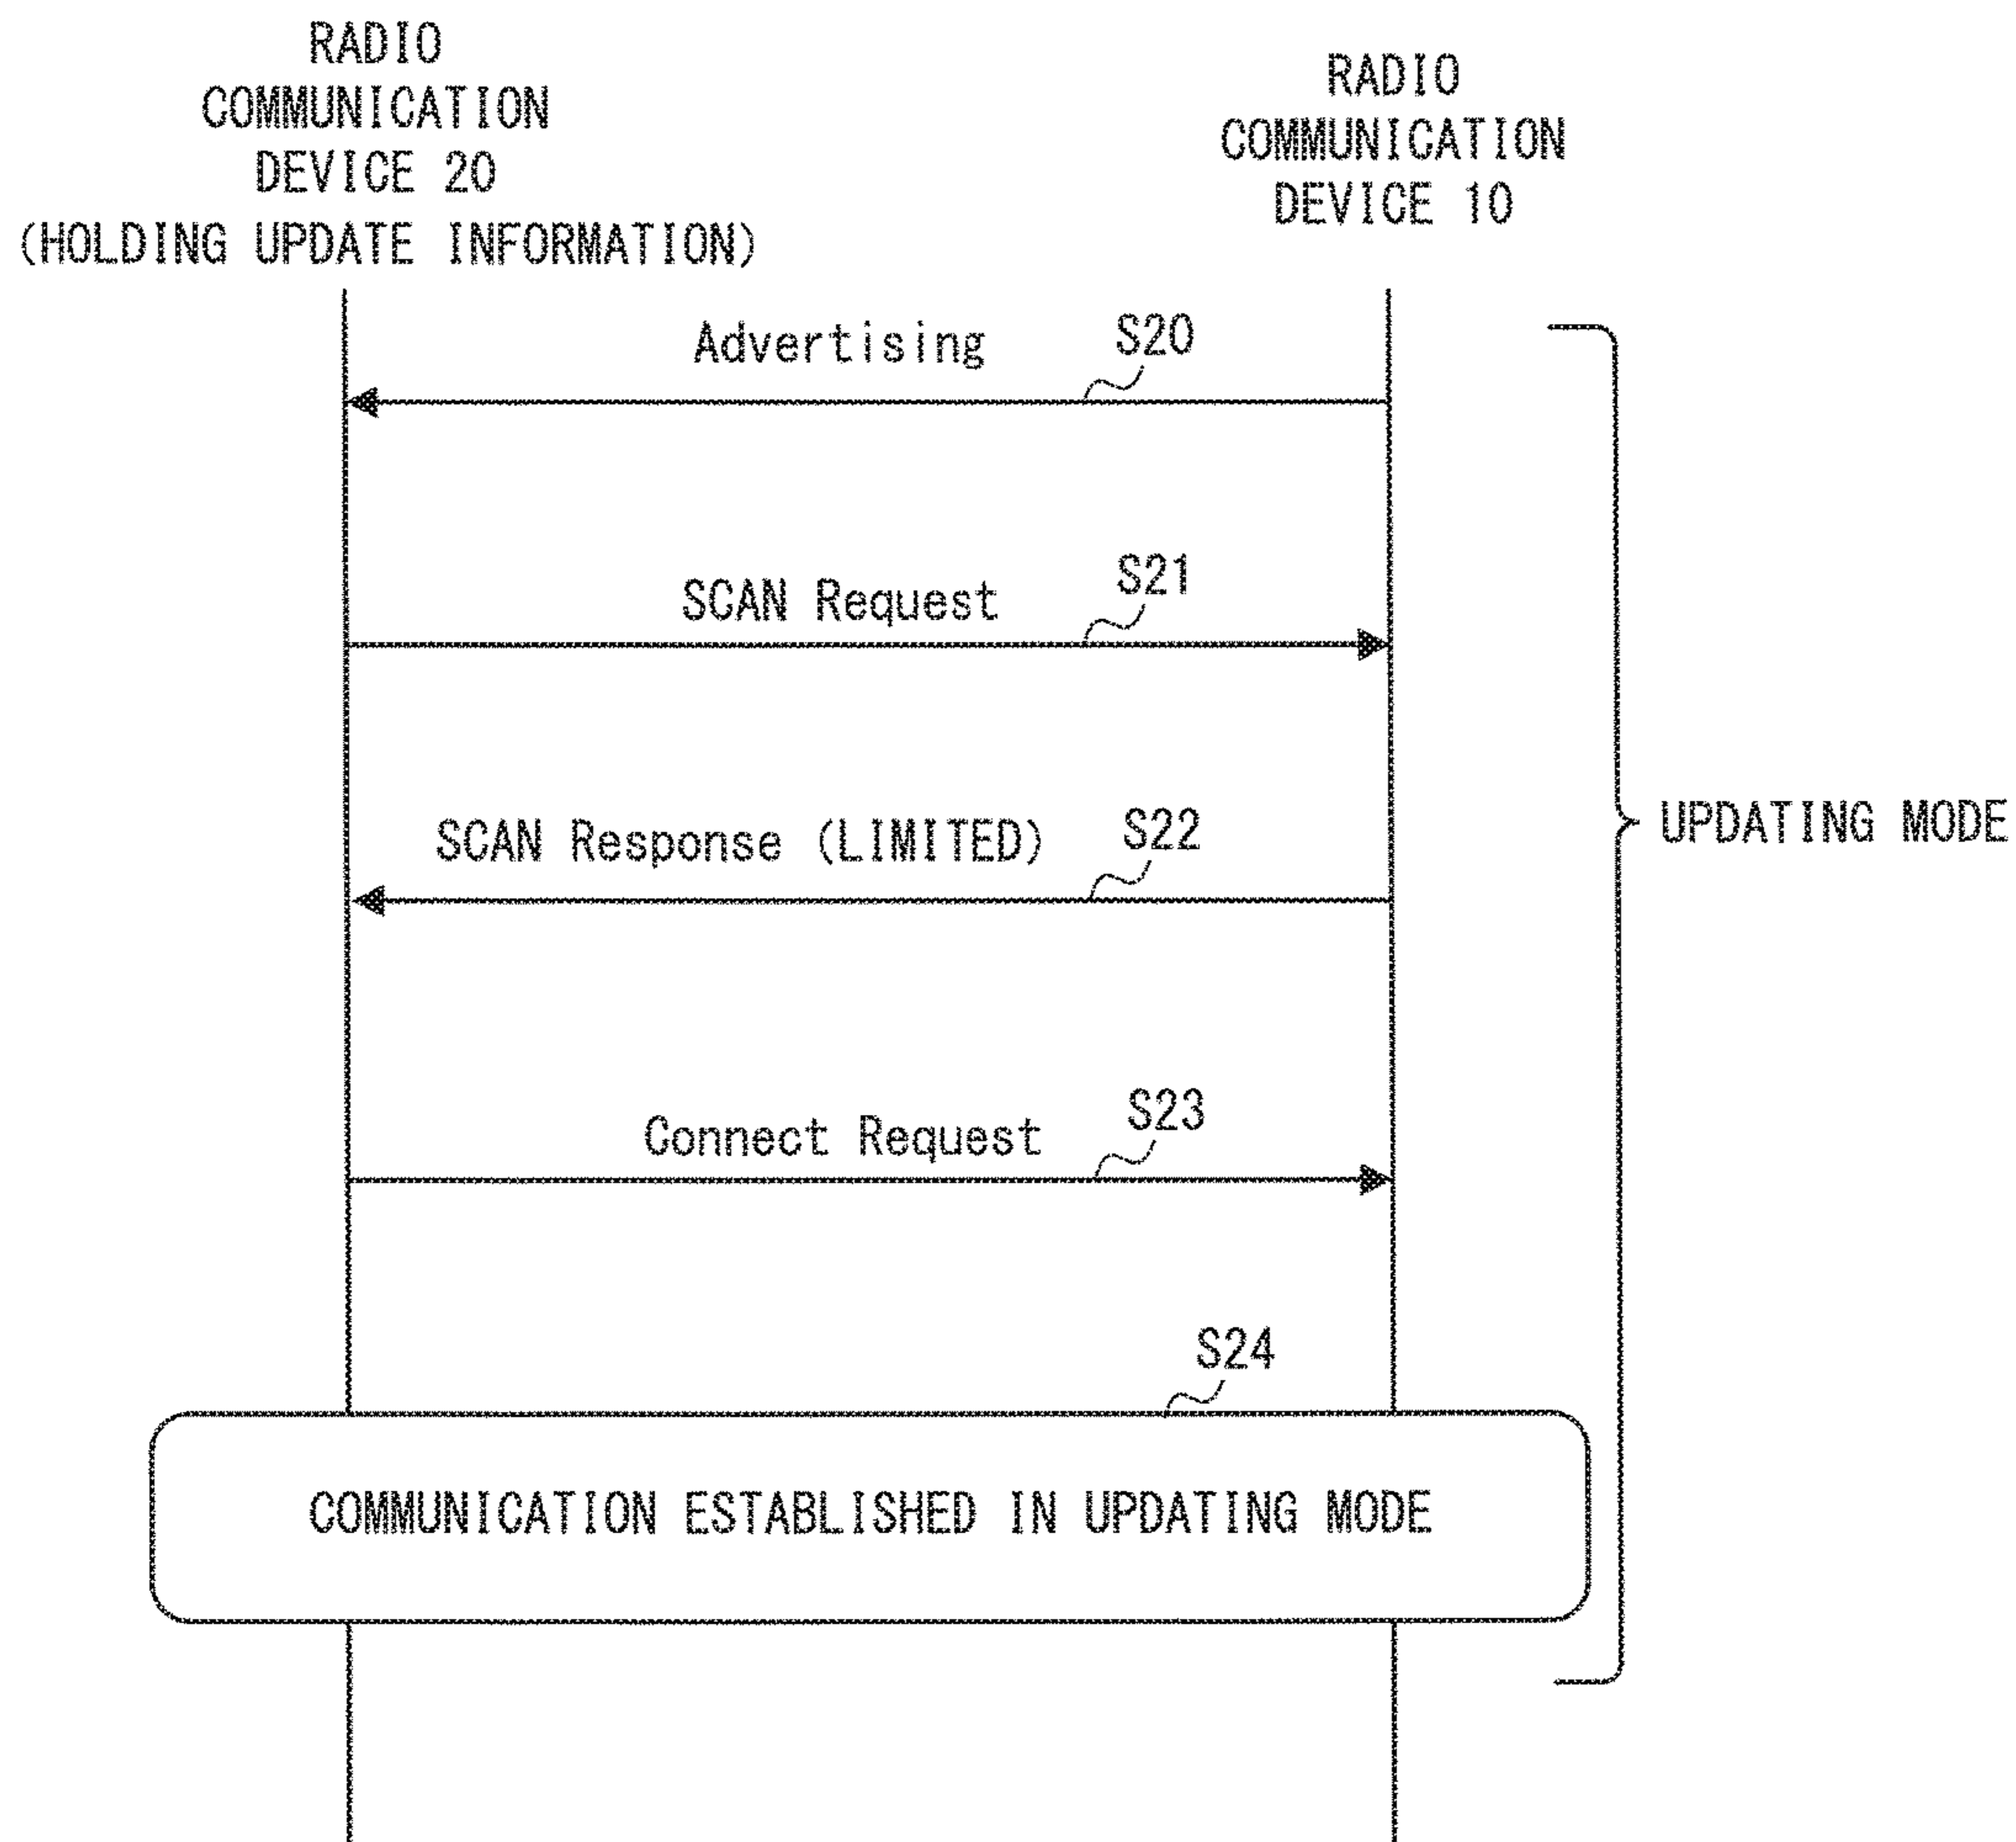 RADIO
COMMUNICATION
DEVICE 20
(HOLDING UPDATE INFORMATION)
RADIO
COMMUNICATION
DEVICE 10
Advertising
S20
SCAN Request
S21
SCAN Response (LIMITED)
S22
UPDATING MODE
Connect Request
S23
S24
COMMUNICATION ESTABLISHED IN UPDATING MODE